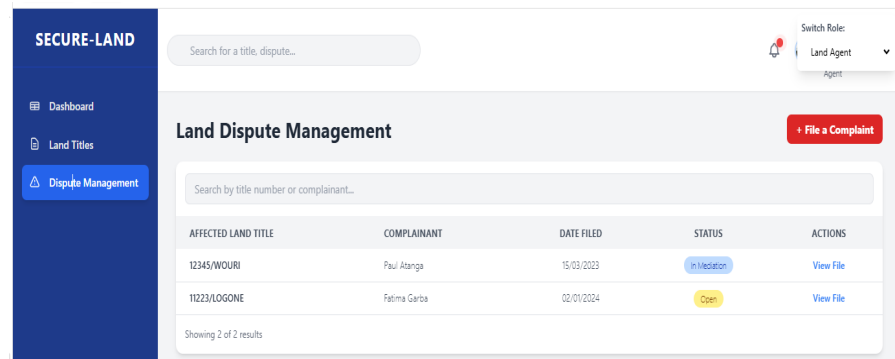 SECURE-LAND
Search for a title, dispute...
Switch Role:
Land Agent
Agent
Dashboard
Land Titles
Dispute Management
Land Dispute Management
+ File a Complaint
Search by title number or complainant...
AFFECTED LAND TITLE COMPLAINANT DATE FILED STATUS ACTIONS
12345/WOURI Paul Atanga 15/03/2023 In Mediation View File
11223/LOGONE Fatima Garba 02/01/2024 Open View File
Showing 2 of 2 results